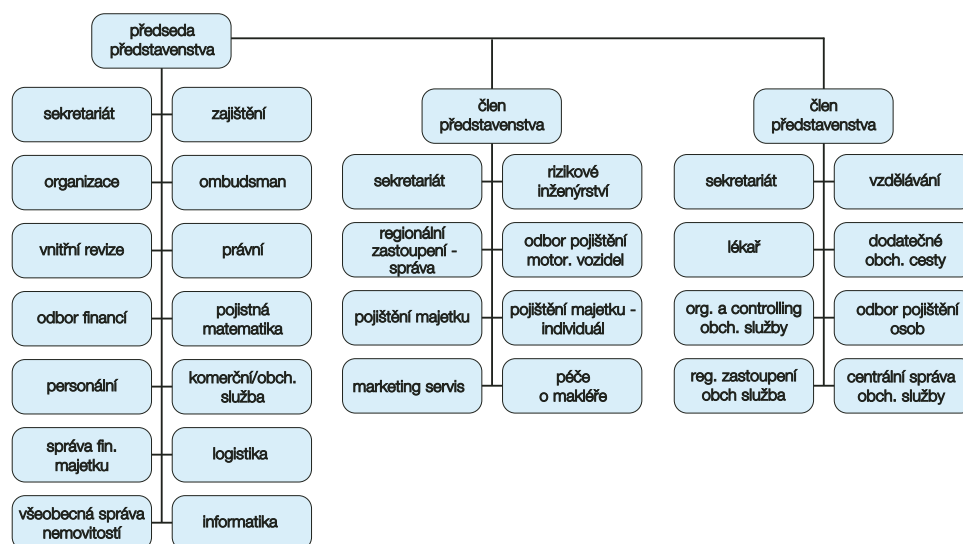 předseda
představenstva
sekretariát
zajištění
organizace
ombudsman
vnitřní revize
právní
odbor financí
pojistná
matematika
personální
komerční/obch.
služba
správa fin.
majetku
logistika
všeobecná správa
nemovitostí
informatika
člen
představenstva
sekretariát
rizikové
inženýrství
regionální
zastoupení -
správa
odbor pojištění
motor. vozidel
pojištění majetku
pojištění majetku -
individuál
marketing servis
péče
o makléře
člen
představenstva
sekretariát
vzdělávání
lékař
dodatečné
obch. cesty
org. a controlling
obch. služby
odbor pojištění
osob
reg. zastoupení
obch služba
centrální správa
obch. služby